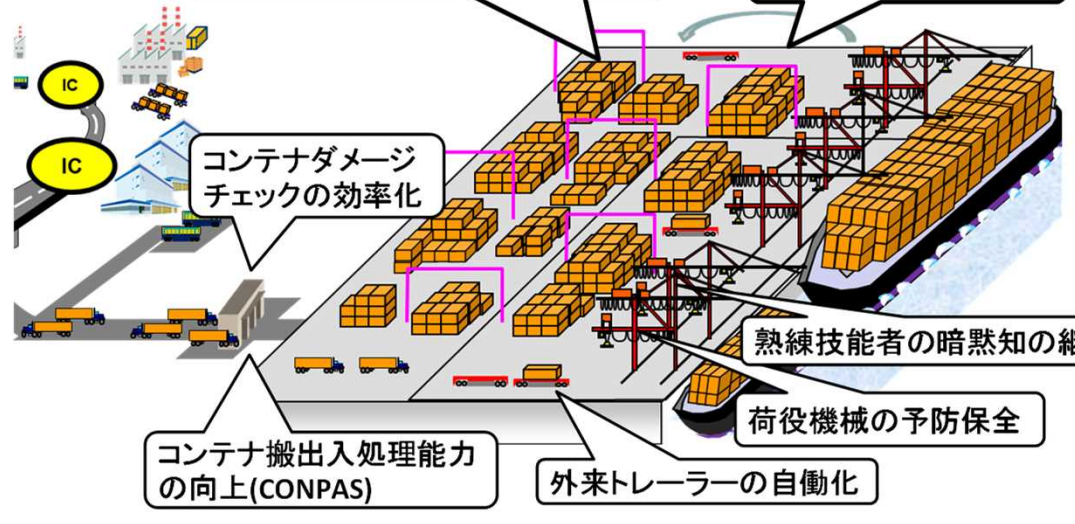 IC
IC
コンテナダメージ
チェックの効率化
熟練技能者の暗黙知の継
荷役機械の予防保全
コンテナ搬出入処理能力
の向上(CONPAS)
外来トレーラーの自働化